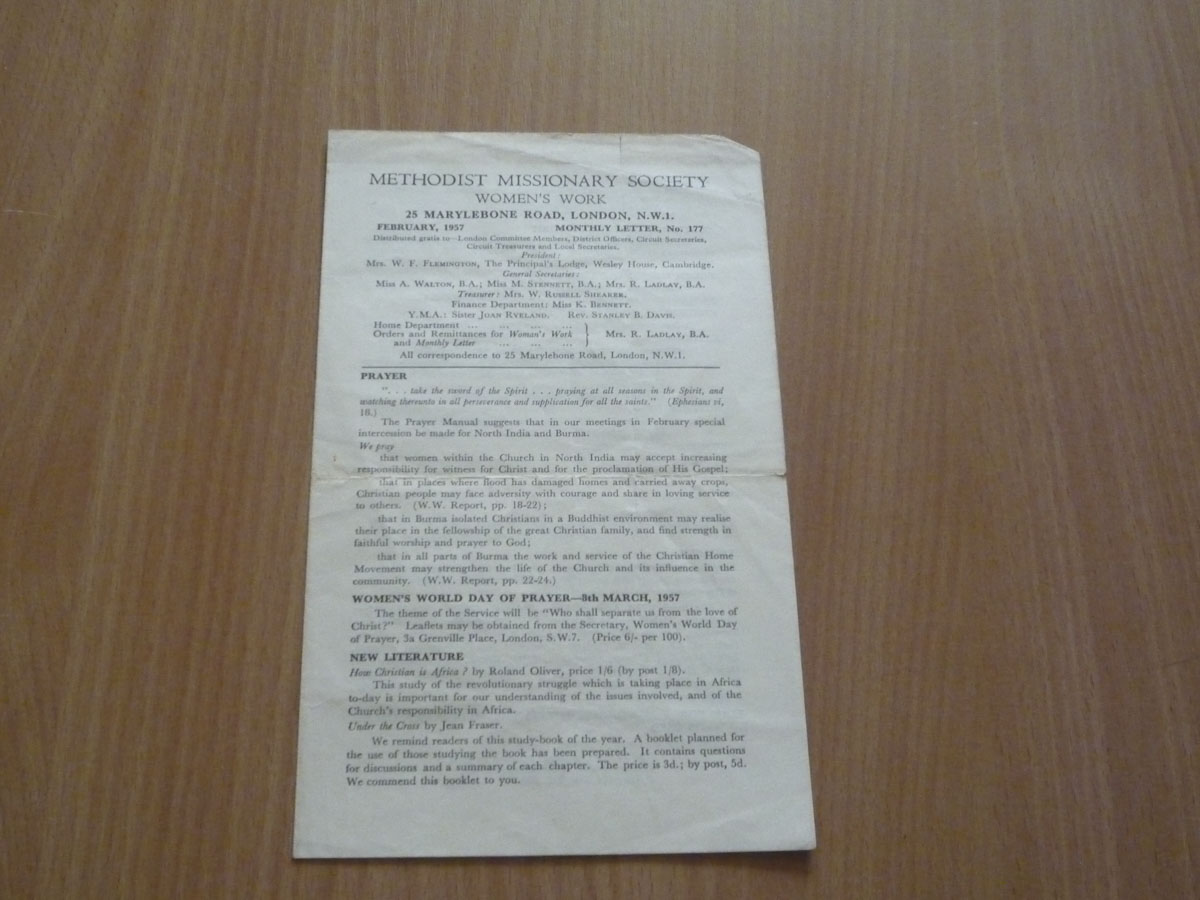 METHODIST MISSIONARY SOCIETY
WOMEN'S WORK
25 MARYLEBONE ROAD, LONDON, N.W.1.
FEBRUARY, 1957 MONTHLY LETTER, No. 177
Distributed gratis to—London Committee Members, District Officers, Circuit Secretaries,
Circuit Treasurers and Local Secretaries.
President:
Mrs. W. F. FLEMINGTON, The Principal's Lodge, Wesley House, Cambridge.
General Secretaries:
Miss A. WALTON, B.A.; Miss M. STENNETT, B.A.; Mrs. R. LADLAY, B.A.
Treasurer: Mrs. W. RUSSELL SHEARER.
Finance Department: Miss K. BENNETT.
Y.M.A.: Sister JOAN RYELAND. Rev. STANLEY B. DAVIS.
Home Department ... ... ... ...
Orders and Remittances for Woman's Work } Mrs. R. LADLAY, B.A.
and Monthly Letter ... ... ...
All correspondence to 25 Marylebone Road, London, N.W.1.
PRAYER
". . . take the sword of the Spirit . . . praying at all seasons in the Spirit, and
watching thereunto in all perseverance and supplication for all the saints." (Ephesians vi,
18.)
The Prayer Manual suggests that in our meetings in February special
intercession be made for North India and Burma.
We pray
that women within the Church in North India may accept increasing
responsibility for witness for Christ and for the proclamation of His Gospel;
that in places where flood has damaged homes and carried away crops,
Christian people may face adversity with courage and share in loving service
to others. (W.W. Report, pp. 18-22);
that in Burma isolated Christians in a Buddhist environment may realise
their place in the fellowship of the great Christian family, and find strength in
faithful worship and prayer to God;
that in all parts of Burma the work and service of the Christian Home
Movement may strengthen the life of the Church and its influence in the
community. (W.W. Report, pp. 22-24.)
WOMEN'S WORLD DAY OF PRAYER—8th MARCH, 1957
The theme of the Service will be "Who shall separate us from the love of
Christ?" Leaflets may be obtained from the Secretary, Women's World Day
of Prayer, 3a Grenville Place, London, S.W.7. (Price 6/- per 100).
NEW LITERATURE
How Christian is Africa? by Roland Oliver, price 1/6 (by post 1/8).
This study of the revolutionary struggle which is taking place in Africa
to-day is important for our understanding of the issues involved, and of the
Church's responsibility in Africa.
Under the Cross by Jean Fraser.
We remind readers of this study-book of the year. A booklet planned for
the use of those studying the book has been prepared. It contains questions
for discussions and a summary of each chapter. The price is 3d.; by post, 5d.
We commend this booklet to you.